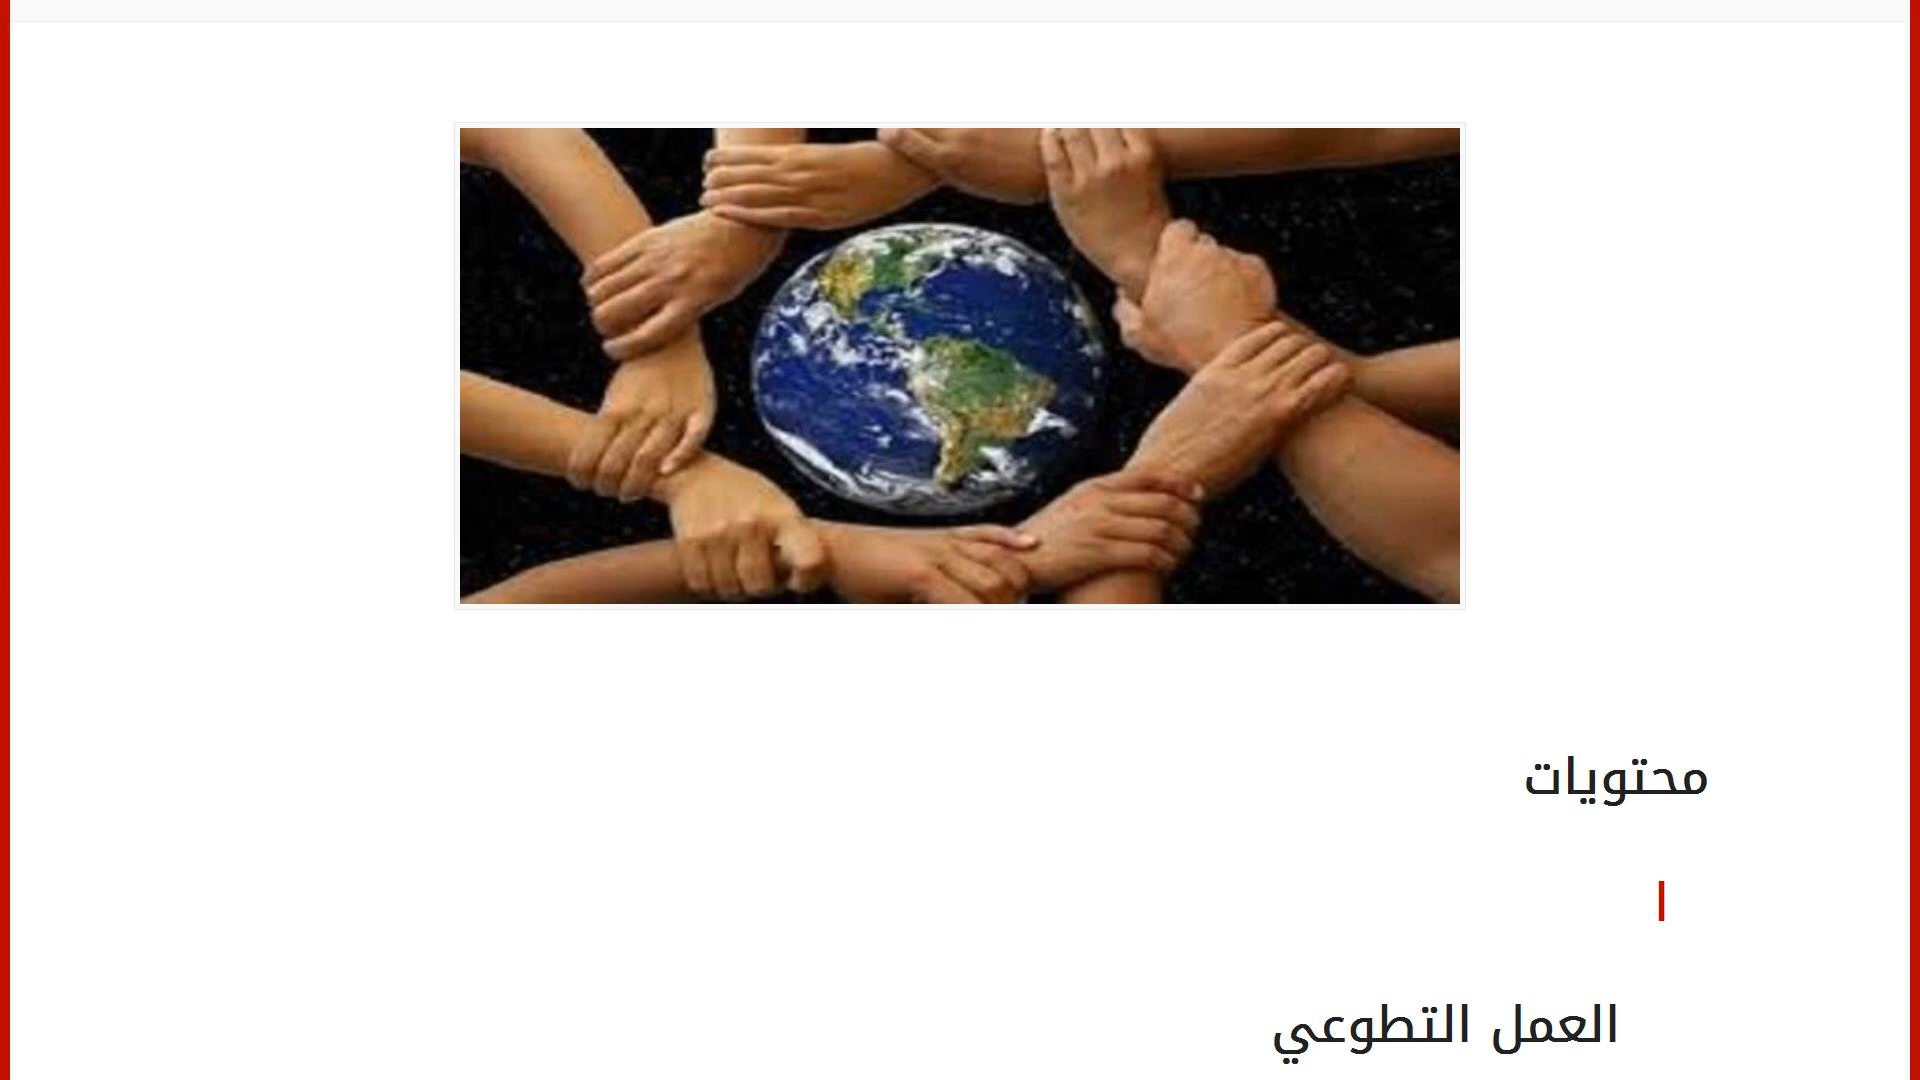 محتويات
ا
العمل التطوعي